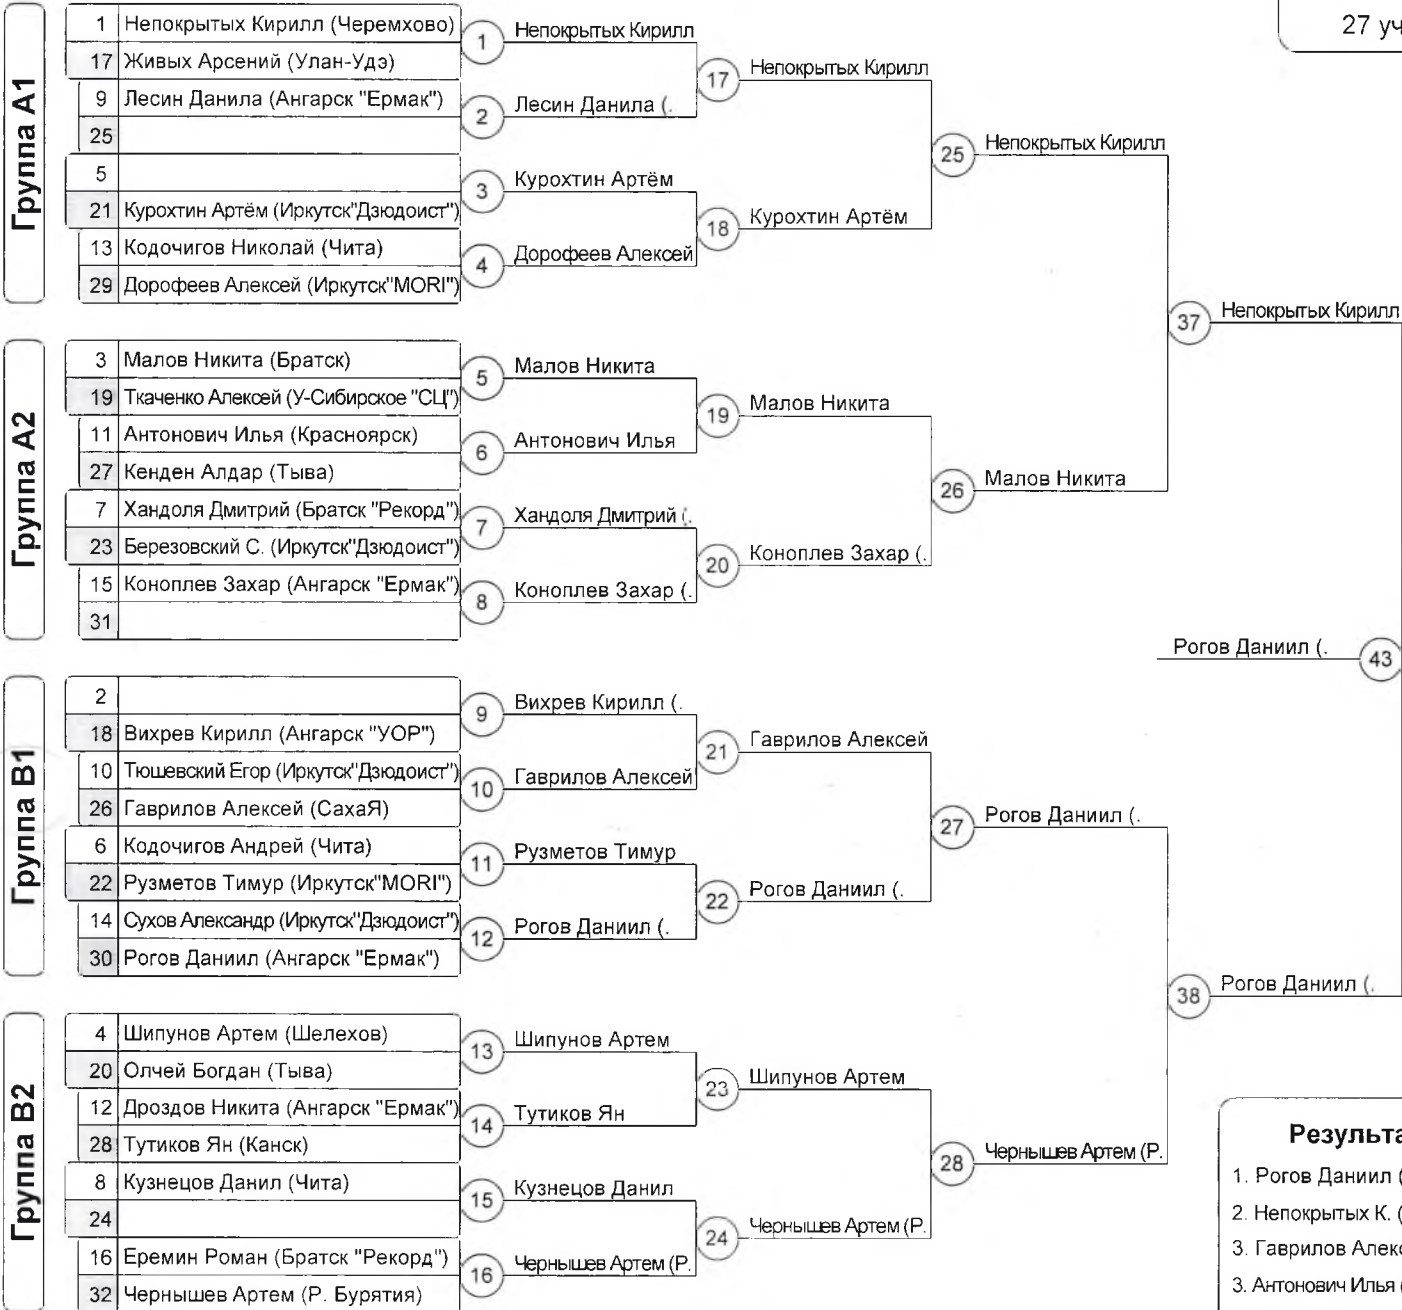 27 уч
Группа A1
1 Непокрытых Кирилл (Черемхово)
17 Живых Арсений (Улан-Удэ)
9 Лесин Данила (Ангарск "Ермак")
25
5
21 Курохтин Артём (Иркутск"Дзюдоист")
13 Кодочигов Николай (Чита)
29 Дорофеев Алексей (Иркутск"MORI")
1 Непокрытых Кирилл
2 Лесин Данила (.
3 Курохтин Артём
4 Дорофеев Алексей
17 Непокрытых Кирилл
18 Курохтин Артём
25 Непокрытых Кирилл
Группа A2
3 Малов Никита (Братск)
19 Ткаченко Алексей (У-Сибирское "СЦ")
11 Антонович Илья (Красноярск)
27 Кенден Алдар (Тыва)
7 Хандоля Дмитрий (Братск "Рекорд")
23 Березовский С. (Иркутск"Дзюдоист")
15 Коноплев Захар (Ангарск "Ермак")
31
5 Малов Никита
6 Антонович Илья
7 Хандоля Дмитрий (.
8 Коноплев Захар (.
19 Малов Никита
20 Коноплев Захар (.
26 Малов Никита
37 Непокрытых Кирилл
Рогов Даниил (. 43
Группа B1
2
18 Вихрев Кирилл (Ангарск "УОР")
10 Тюшевский Егор (Иркутск"Дзюдоист")
26 Гаврилов Алексей (СахаЯ)
6 Кодочигов Андрей (Чита)
22 Рузметов Тимур (Иркутск"MORI")
14 Сухов Александр (Иркутск"Дзюдоист")
30 Рогов Даниил (Ангарск "Ермак")
9 Вихрев Кирилл (.
10 Гаврилов Алексей
11 Рузметов Тимур
12 Рогов Даниил (.
21 Гаврилов Алексей
22 Рогов Даниил (.
27 Рогов Даниил (.
38 Рогов Даниил (.
Группа B2
4 Шипунов Артем (Шелехов)
20 Олчей Богдан (Тыва)
12 Дроздов Никита (Ангарск "Ермак")
28 Тутиков Ян (Канск)
8 Кузнецов Данил (Чита)
24
16 Еремин Роман (Братск "Рекорд")
32 Чернышев Артем (Р. Бурятия)
13 Шипунов Артем
14 Тутиков Ян
15 Кузнецов Данил
16 Чернышев Артем (Р.
23 Шипунов Артем
24 Чернышев Артем (Р.
28 Чернышев Артем (Р.
Результа
1. Рогов Даниил (
2. Непокрытых К. (
3. Гаврилов Алекс
3. Антонович Илья (